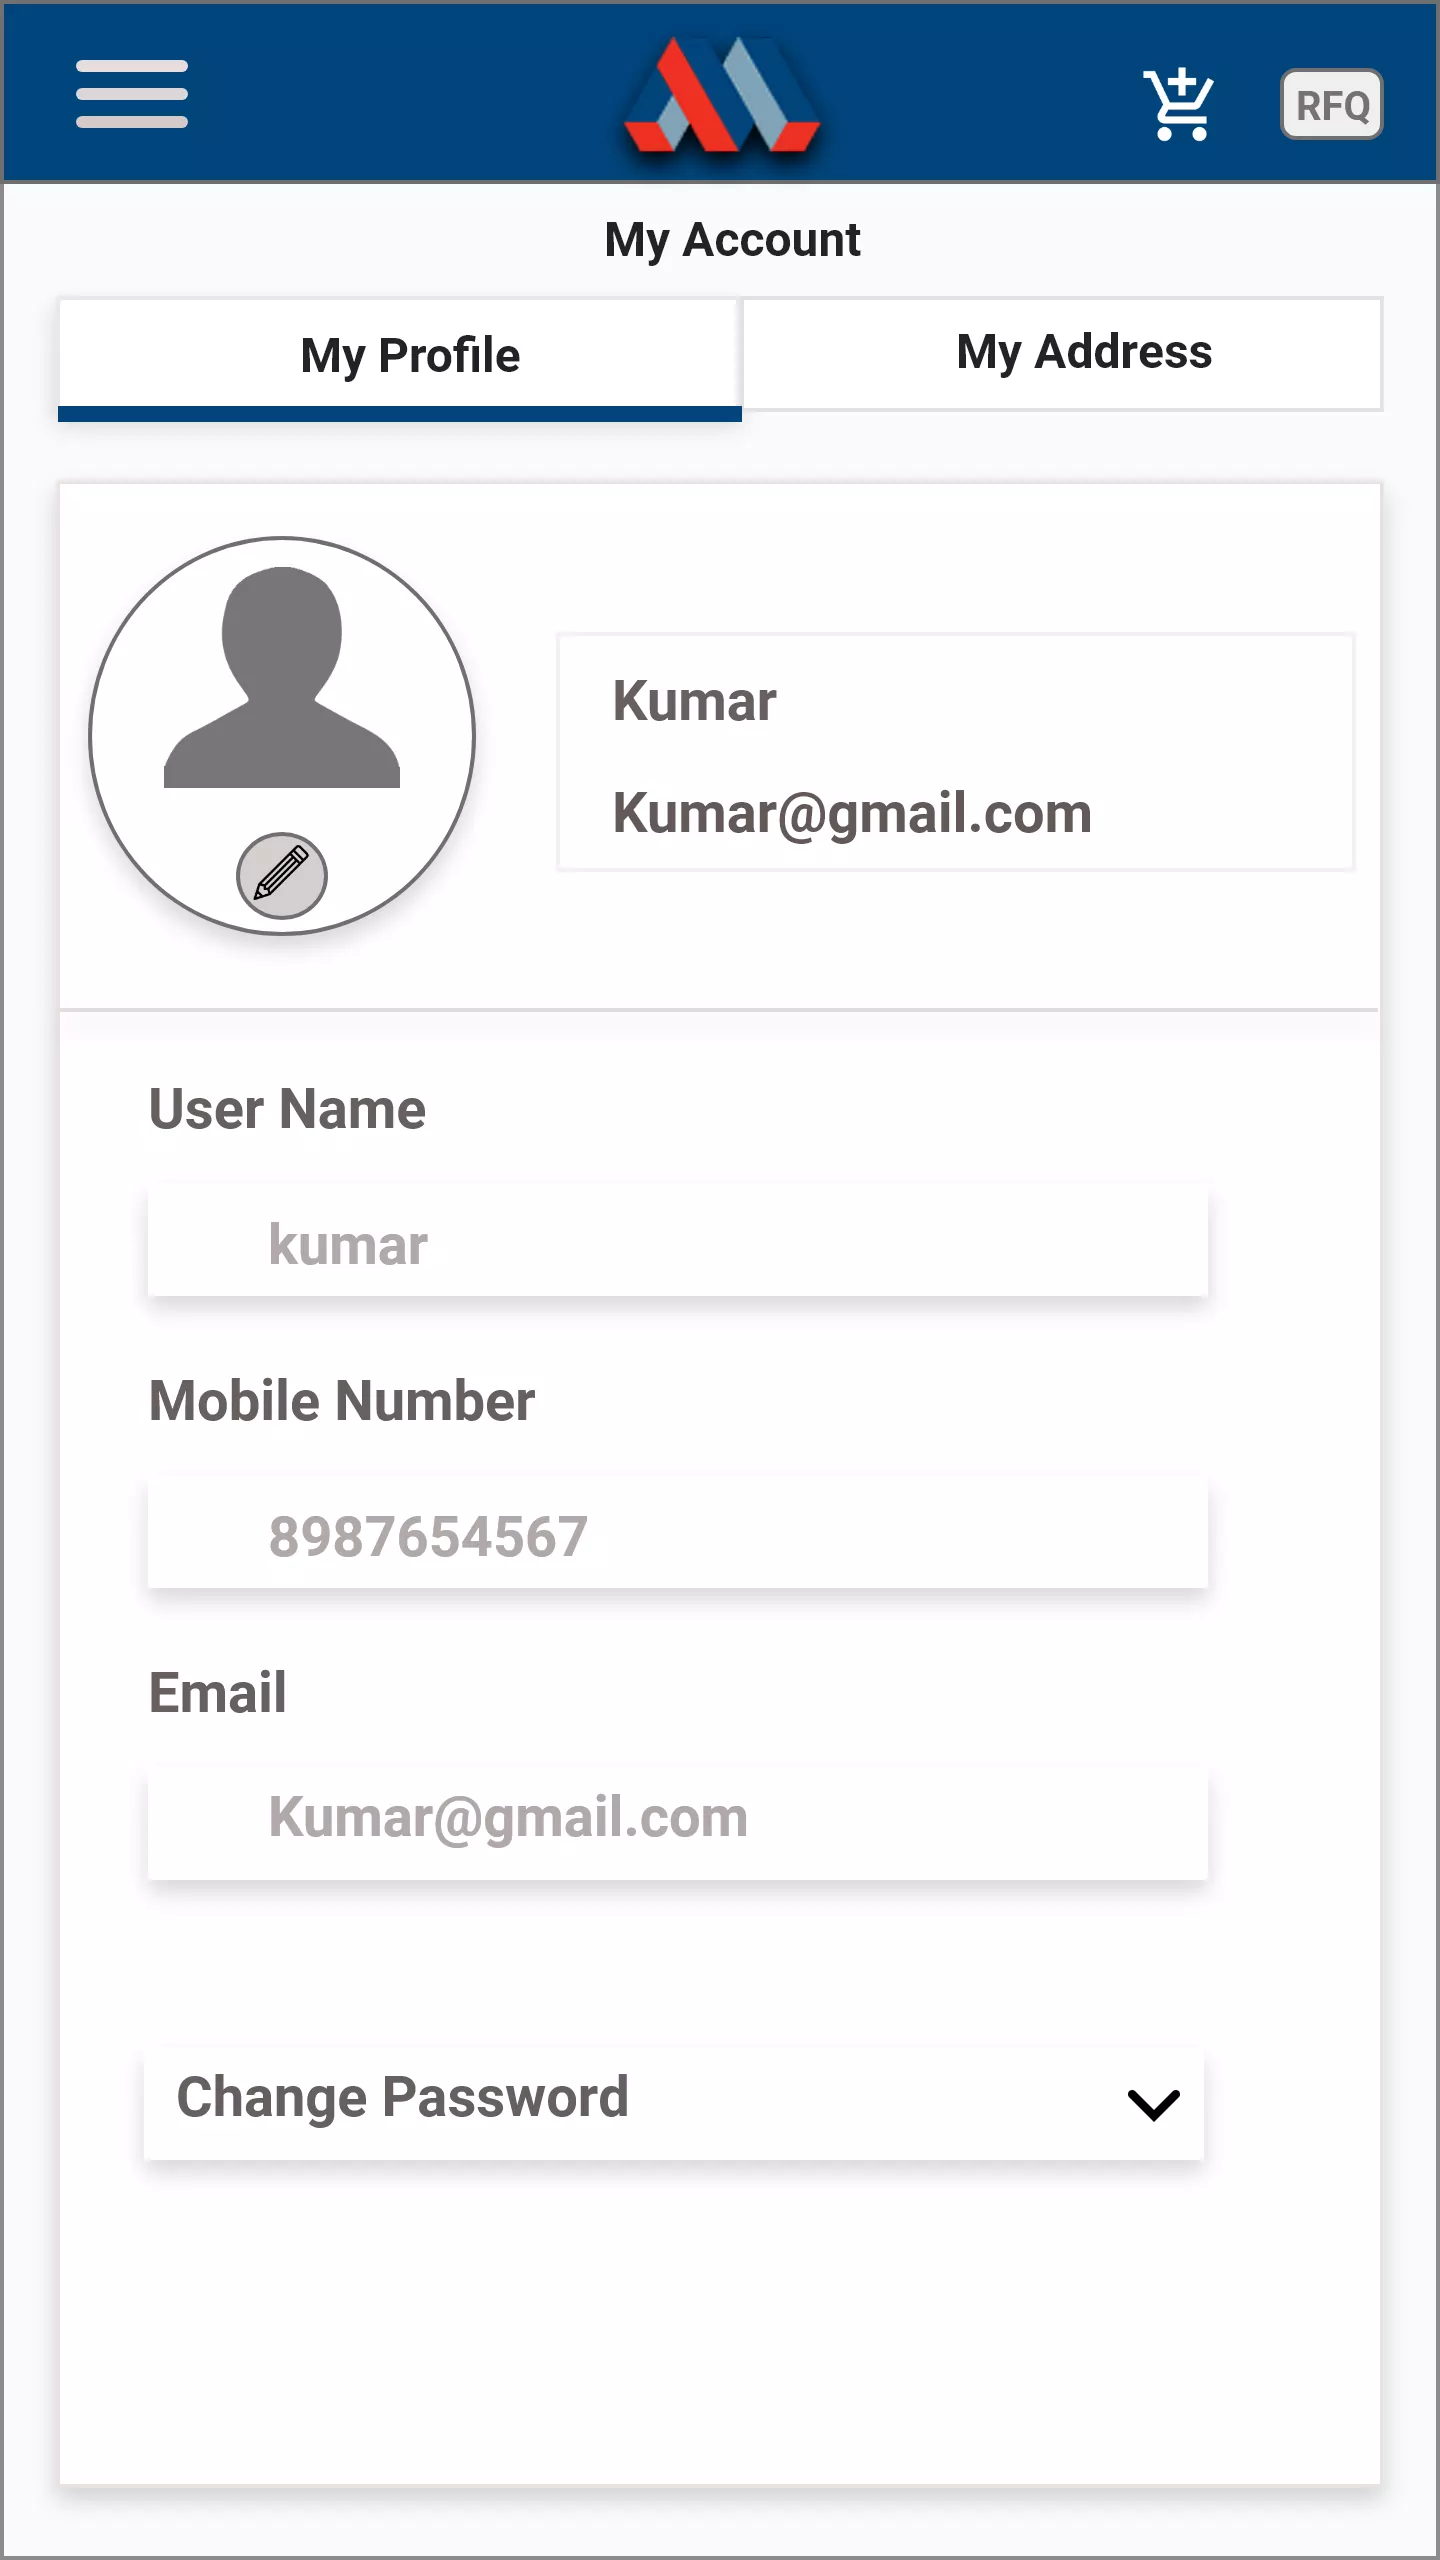 RFQ
My Account
My Profile
My Address
Kumar
Kumar@gmail.com
User Name
kumar
Mobile Number
8987654567
Email
Kumar@gmail.com
Change Password